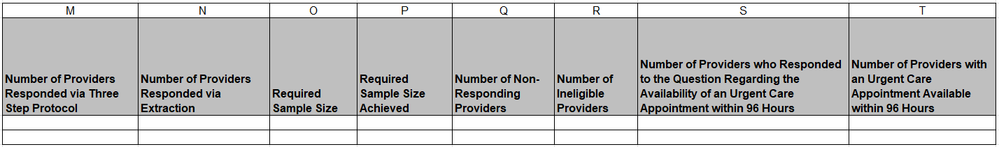 M N O P Q R S T
Number of Providers
Responded via Three
Step Protocol
Number of Providers
Responded via
Extraction
Required
Sample Size
Required
Sample Size
Achieved
Number of Non-
Responding
Providers
Number of
Ineligible
Providers
Number of Providers who Responded
to the Question Regarding the
Availability of an Urgent Care
Appointment within 96 Hours
Number of Providers with
an Urgent Care
Appointment Available
within 96 Hours